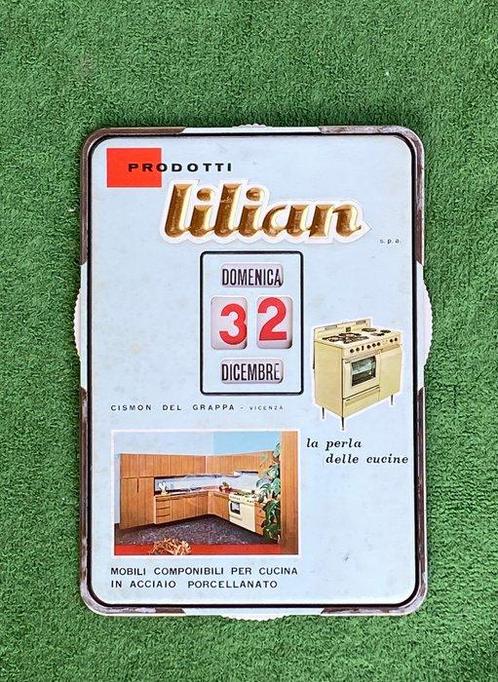 PRODOTTI
lilian
s.p.a.
DOMENICA
32
DICEMBRE
CISMON DEL GRAPPA - VICENZA
la perla
delle cucine
MOBILI COMPONIBILI PER CUCINA
IN ACCIAIO PORCELLANATO